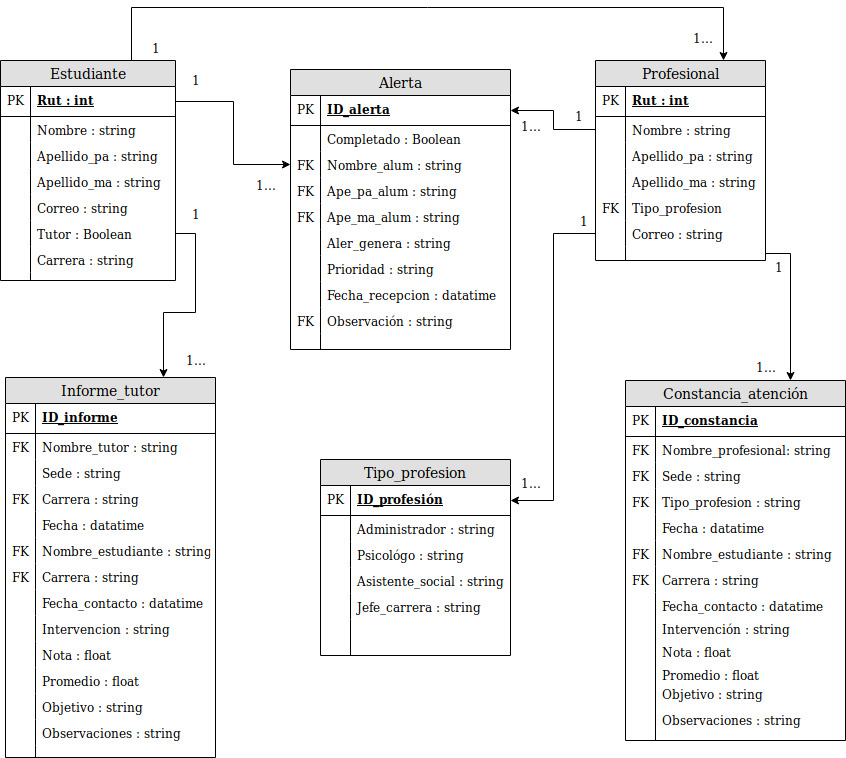 1
1...
Estudiante
PK Rut : int
Nombre : string
Apellido_pa : string
Apellido_ma : string
Correo : string
Tutor : Boolean
Carrera : string
1
1...
1
1...
Alerta
PK ID_alerta
Completado : Boolean
FK Nombre_alum : string
FK Ape_pa_alum : string
FK Ape_ma_alum : string
Aler_genera : string
Prioridad : string
Fecha_recepcion : datatime
FK Observación : string
1
1...
Profesional
PK Rut : int
Nombre : string
Apellido_pa : string
Apellido_ma : string
FK Tipo_profesion
Correo : string
1
1...
1
1...
Informe_tutor
PK ID_informe
FK Nombre_tutor : string
Sede : string
FK Carrera : string
Fecha : datatime
FK Nombre_estudiante : string
FK Carrera : string
Fecha_contacto : datatime
Intervencion : string
Nota : float
Promedio : float
Objetivo : string
Observaciones : string
Tipo_profesion
PK ID_profesión
Administrador : string
Psicológo : string
Asistente_social : string
Jefe_carrera : string
Constancia_atención
PK ID_constancia
FK Nombre_profesional: string
FK Sede : string
FK Tipo_profesion : string
Fecha : datatime
FK Nombre_estudiante : string
FK Carrera : string
Fecha_contacto : datatime
Intervención : string
Nota : float
Promedio : float
Objetivo : string
Observaciones : string